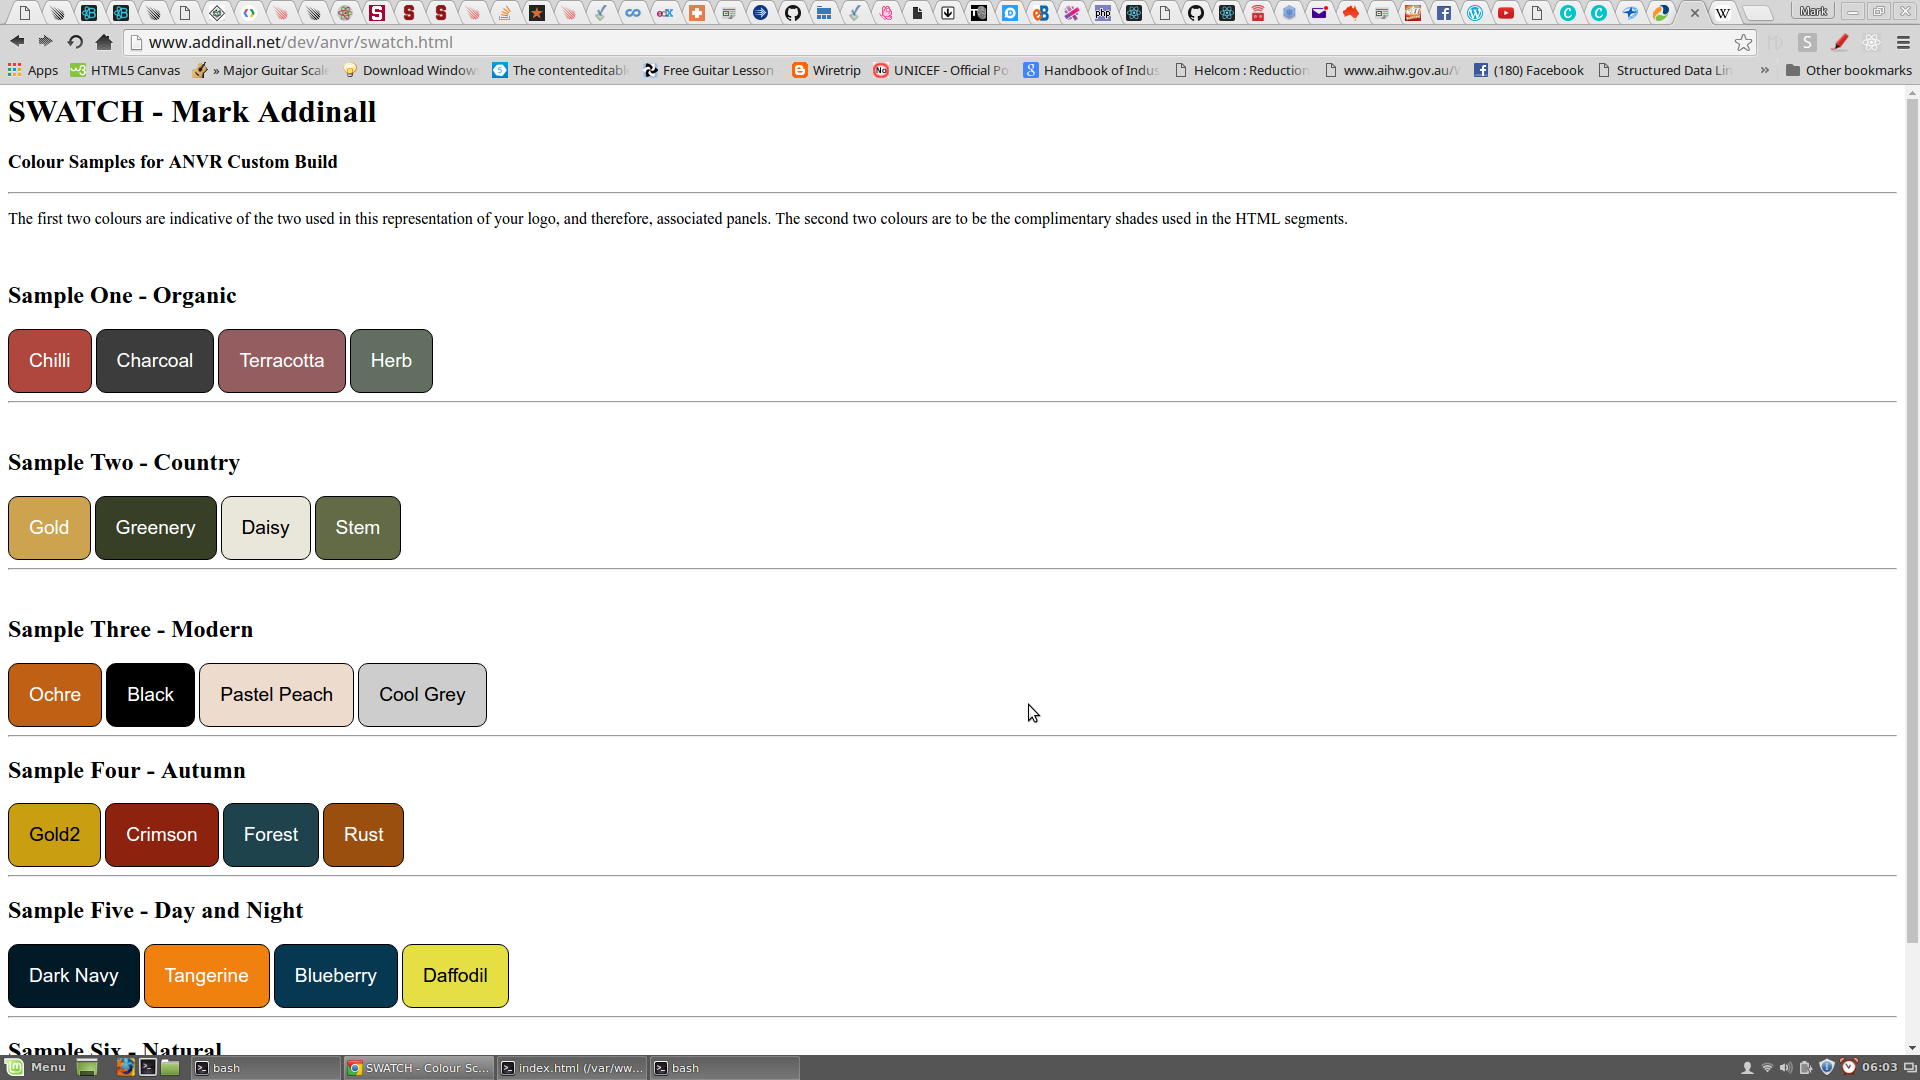 Mark
www.addinall.net/dev/anvr/swatch.html
Apps HTML5 Canvas » Major Guitar Scale Download Window The contenteditabl Free Guitar Lesson Wiretrip UNICEF - Official Po Handbook of Indus Helcom : Reduction www.aihw.gov.au/ (180) Facebook Structured Data Lin » Other bookmarks
SWATCH - Mark Addinall
Colour Samples for ANVR Custom Build
The first two colours are indicative of the two used in this representation of your logo, and therefore, associated panels. The second two colours are to be the complimentary shades used in the HTML segments.
Sample One - Organic
Chilli Charcoal Terracotta Herb
Sample Two - Country
Gold Greenery Daisy Stem
Sample Three - Modern
Ochre Black Pastel Peach Cool Grey
Sample Four - Autumn
Gold2 Crimson Forest Rust
Sample Five - Day and Night
Dark Navy Tangerine Blueberry Daffodil
Sample Six - Natural
Menu bash SWATCH - Colour Sc... index.html (/var/ww... bash 06:03